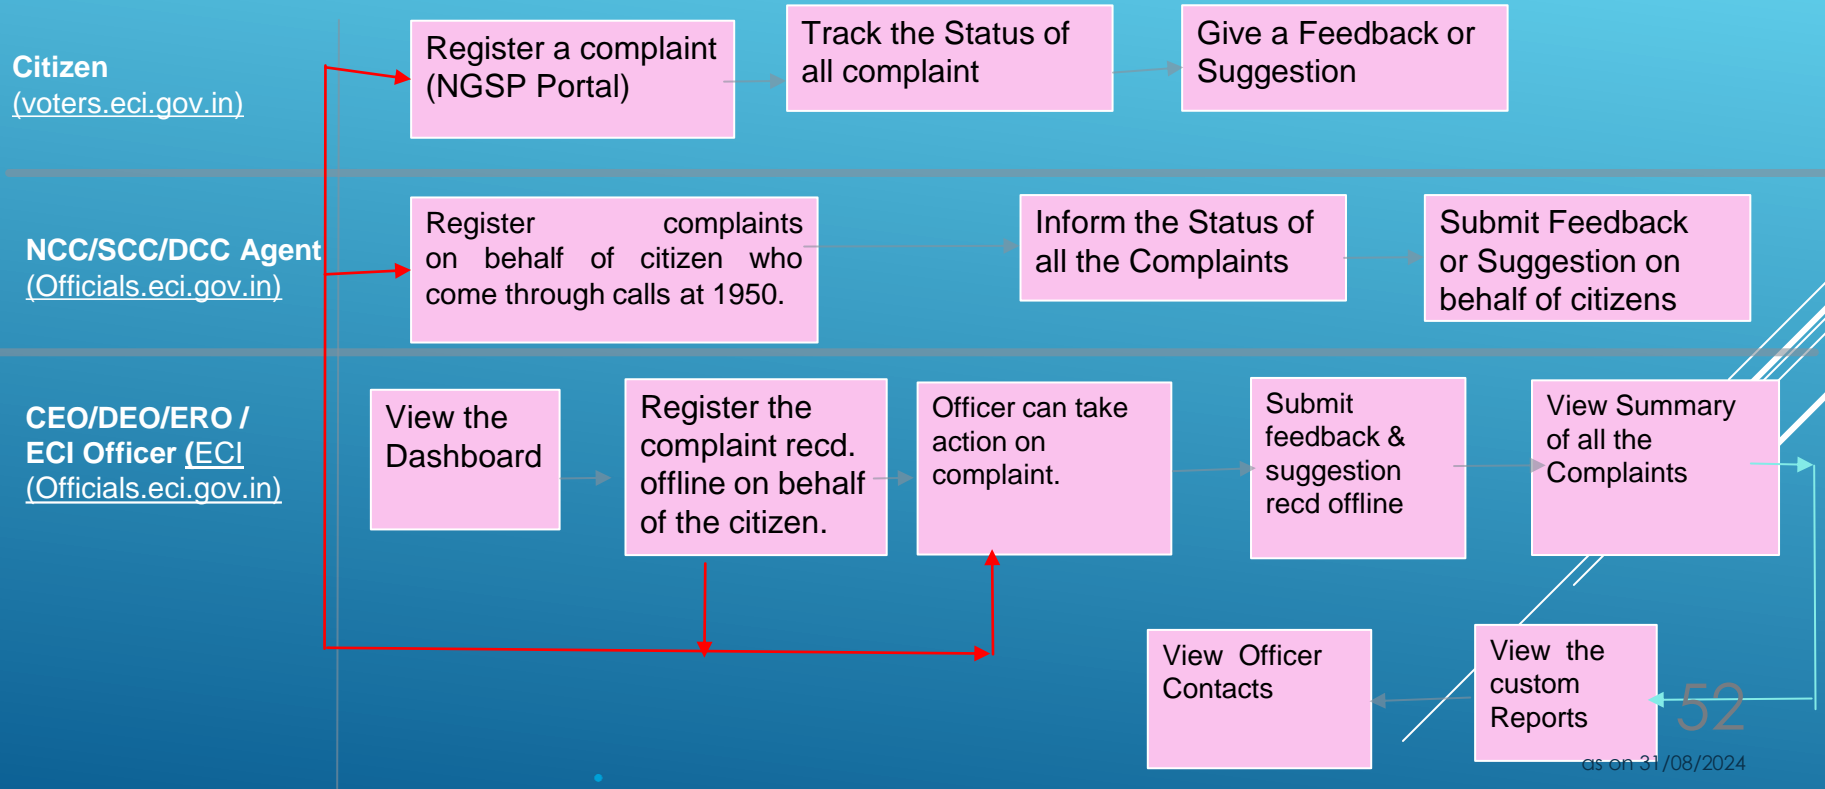 Citizen
(voters.eci.gov.in)
Register a complaint
(NGSP Portal)
Track the Status of
all complaint
Give a Feedback or
Suggestion
NCC/SCC/DCC Agent
(Officials.eci.gov.in)
Register complaints
on behalf of citizen who
come through calls at 1950.
Inform the Status of
all the Complaints
Submit Feedback
or Suggestion on
behalf of citizens
CEO/DEO/ERO /
ECI Officer (ECI
(Officials.eci.gov.in)
View the
Dashboard
Register the
complaint recd.
offline on behalf
of the citizen.
Officer can take
action on
complaint.
Submit
feedback &
suggestion
recd offline
View Summary
of all the
Complaints
View Officer
Contacts
View the
custom
Reports
52
as on 31/08/2024